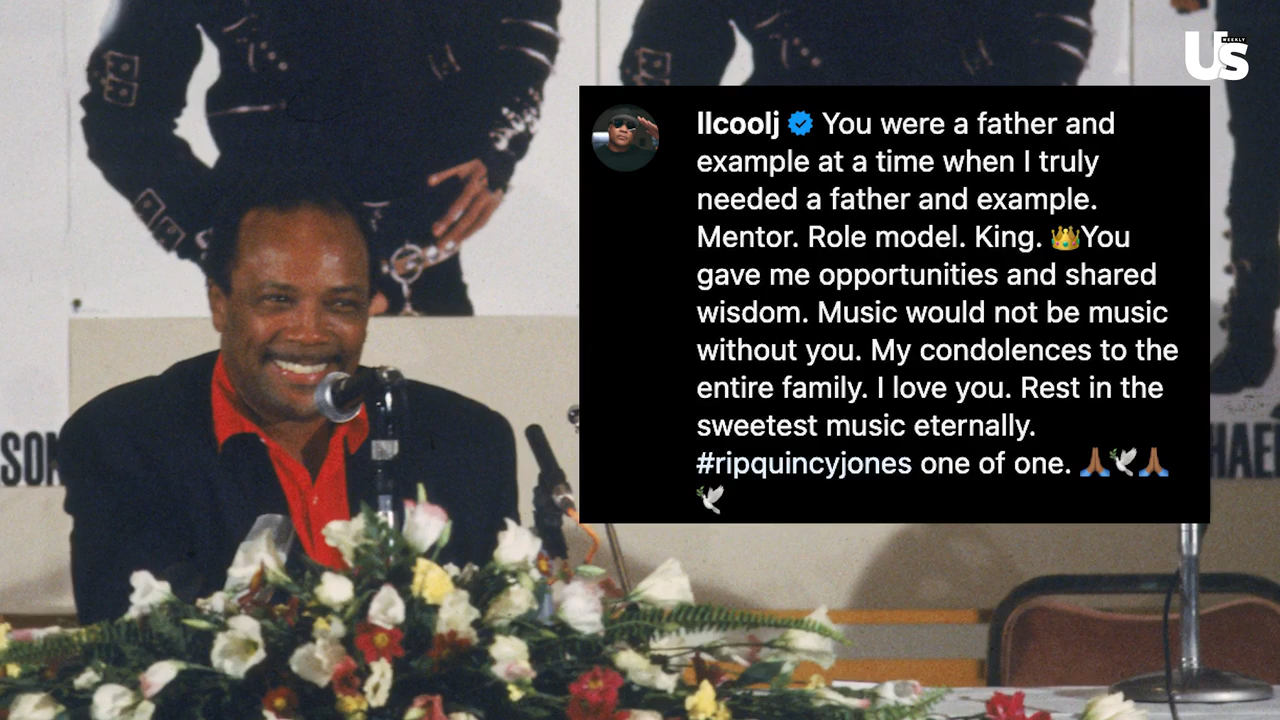 Us
WEEKLY
llcoolj You were a father and
example at a time when I truly
needed a father and example.
Mentor. Role model. King. 👑You
gave me opportunities and shared
wisdom. Music would not be music
without you. My condolences to the
entire family. I love you. Rest in the
sweetest music eternally.
#ripquincyjones one of one. 🙏🏾🕊️🙏🏾
🕊️
SON
HAEL